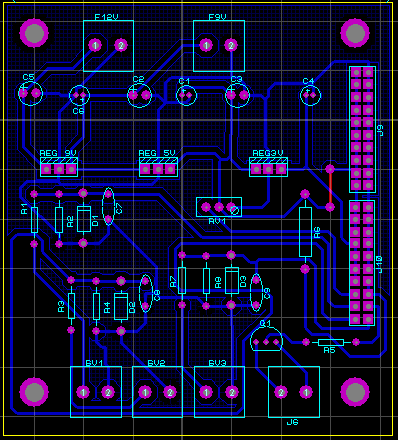 F12V
F9V
1 2
1 2
C5
C6
C2
C1
C3
C4
J9
REG 9V
REG 5V
REG3V
R1
R2
D1
C7
RV1
R6
J10
R3
R4
D2
C8
R7
R8
D3
C9
Q1
R5
BV1
BV2
BV3
1 2
1 2
1 2
2 1
J6